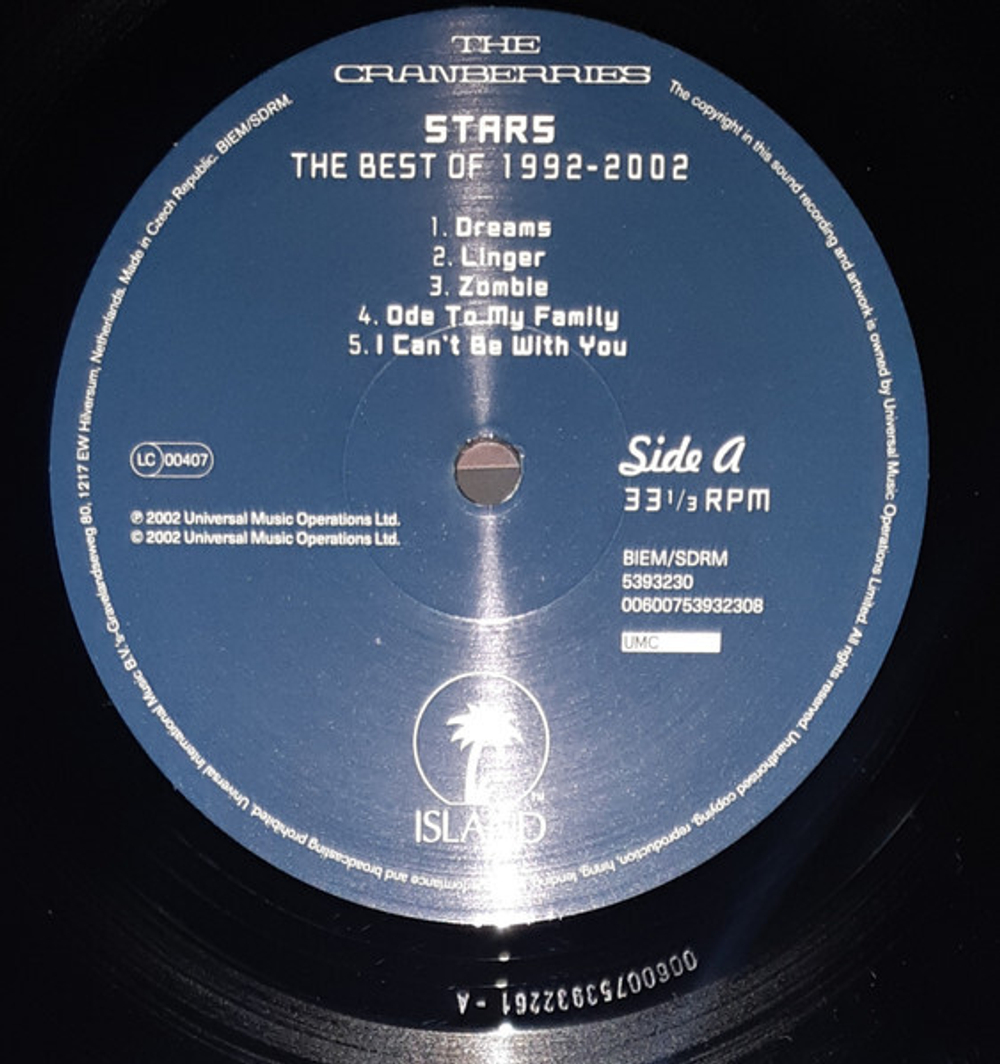 THE
CRANBERRIES
STARS
THE BEST OF 1992-2002
1. Dreams
2. Linger
3. Zombie
4. Ode To My Family
5. I Can't Be With You
LC 00407
℗ 2002 Universal Music Operations Ltd.
© 2002 Universal Music Operations Ltd.
Side A
33 1/3 RPM
BIEM/SDRM
5393230
00600753932308
UMC
ISLAND
TM
The copyright in this sound recording and artwork is owned by Universal Music Operations Limited. All rights reserved. Unauthorised copying, reproduction, hiring, lending, performance and broadcasting prohibited. Universal International Music B.V. 's-Gravelandseweg 80, 1217 EW Hilversum, Netherlands. Made in Czech Republic. BIEM/SDRM.
00600753932261 - A